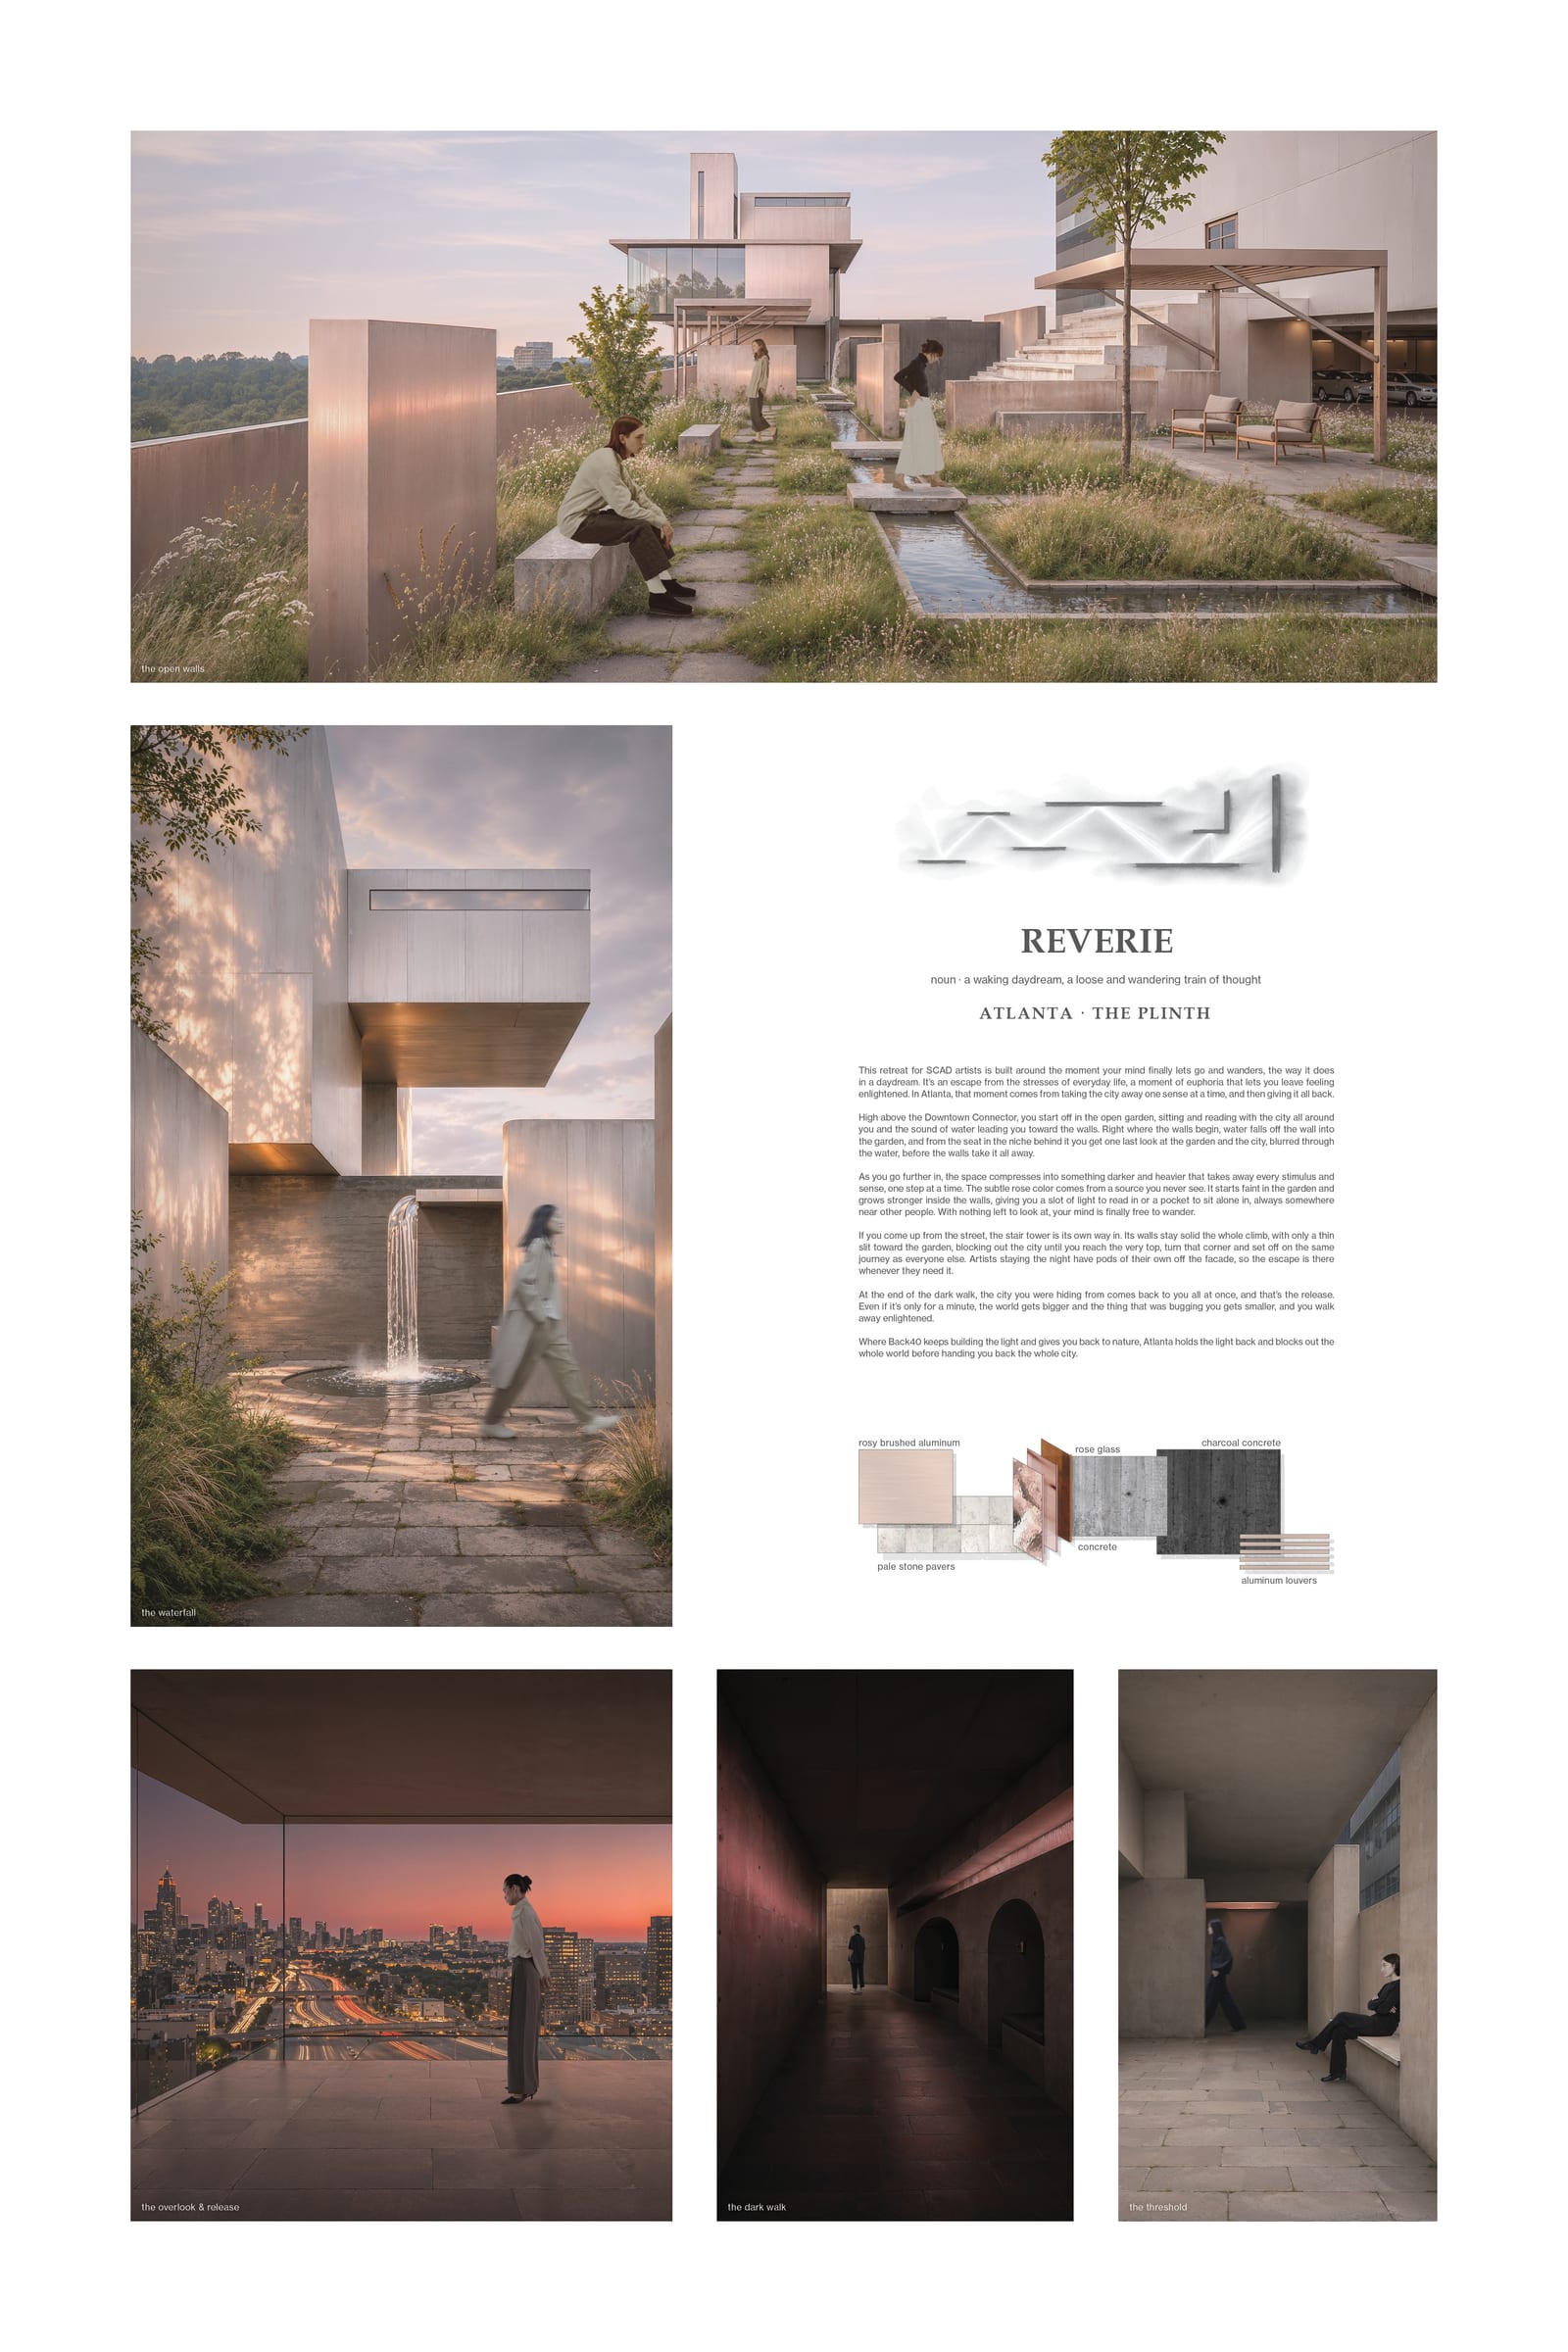 the open walls
the waterfall
REVERIE
noun · a waking daydream, a loose and wandering train of thought
ATLANTA · THE PLINTH
This retreat for SCAD artists is built around the moment your mind finally lets go and wanders, the way it does
in a daydream. It's an escape from the stresses of everyday life, a moment of euphoria that lets you leave feeling
enlightened. In Atlanta, that moment comes from taking the city away one sense at a time, and then giving it all back.
High above the Downtown Connector, you start off in the open garden, sitting and reading with the city all around
you and the sound of water leading you toward the walls. Right where the walls begin, water falls off the wall into
the garden, and from the seat in the niche behind it you get one last look at the garden and the city, blurred through
the water, before the walls take it all away.
As you go further in, the space compresses into something darker and heavier that takes away every stimulus and
sense, one step at a time. The subtle rose color comes from a source you never see. It starts faint in the garden and
grows stronger inside the walls, giving you a slot of light to read in or a pocket to sit alone in, always somewhere
near other people. With nothing left to look at, your mind is finally free to wander.
If you come up from the street, the stair tower is its own way in. Its walls stay solid the whole climb, with only a thin
slit toward the garden, blocking out the city until you reach the very top, turn that corner and set off on the same
journey as everyone else. Artists staying the night have pods of their own off the facade, so the escape is there
whenever they need it.
At the end of the dark walk, the city you were hiding from comes back to you all at once, and that's the release.
Even if it's only for a minute, the world gets bigger and the thing that was bugging you gets smaller, and you walk
away enlightened.
Where Back40 keeps building the light and gives you back to nature, Atlanta holds the light back and blocks out the
whole world before handing you back the whole city.
rosy brushed aluminum
rose glass
charcoal concrete
concrete
pale stone pavers
aluminum louvers
the overlook & release
the dark walk
the threshold